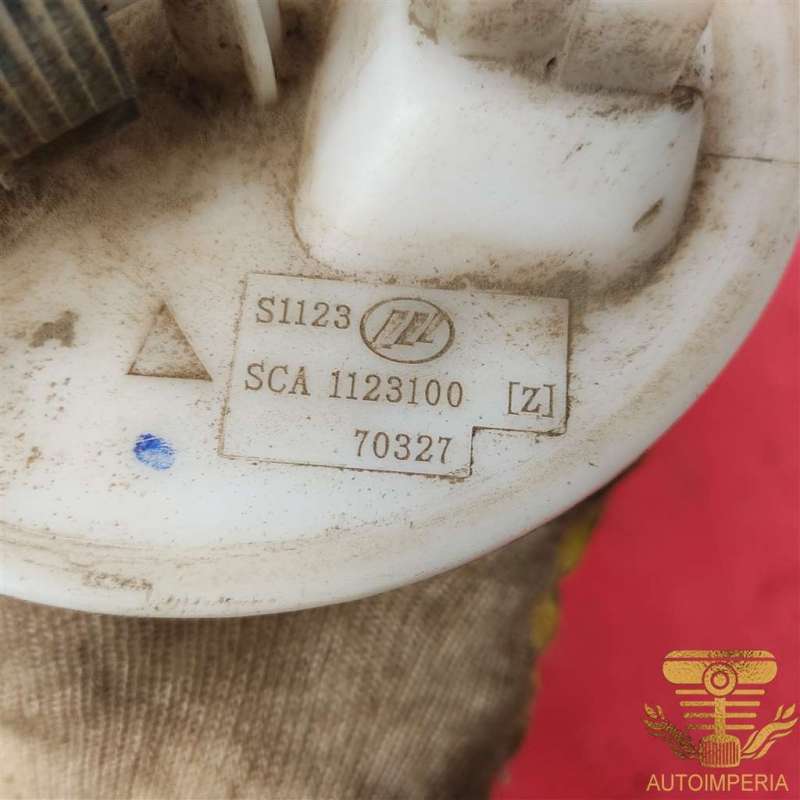 S1123
SCA 1123100 [Z]
70327
AUTOIMPERIA